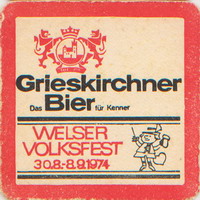 Grieskirchner
Das Bier für Kenner
WELSER
VOLKSFEST
30.8.-8.9.1974